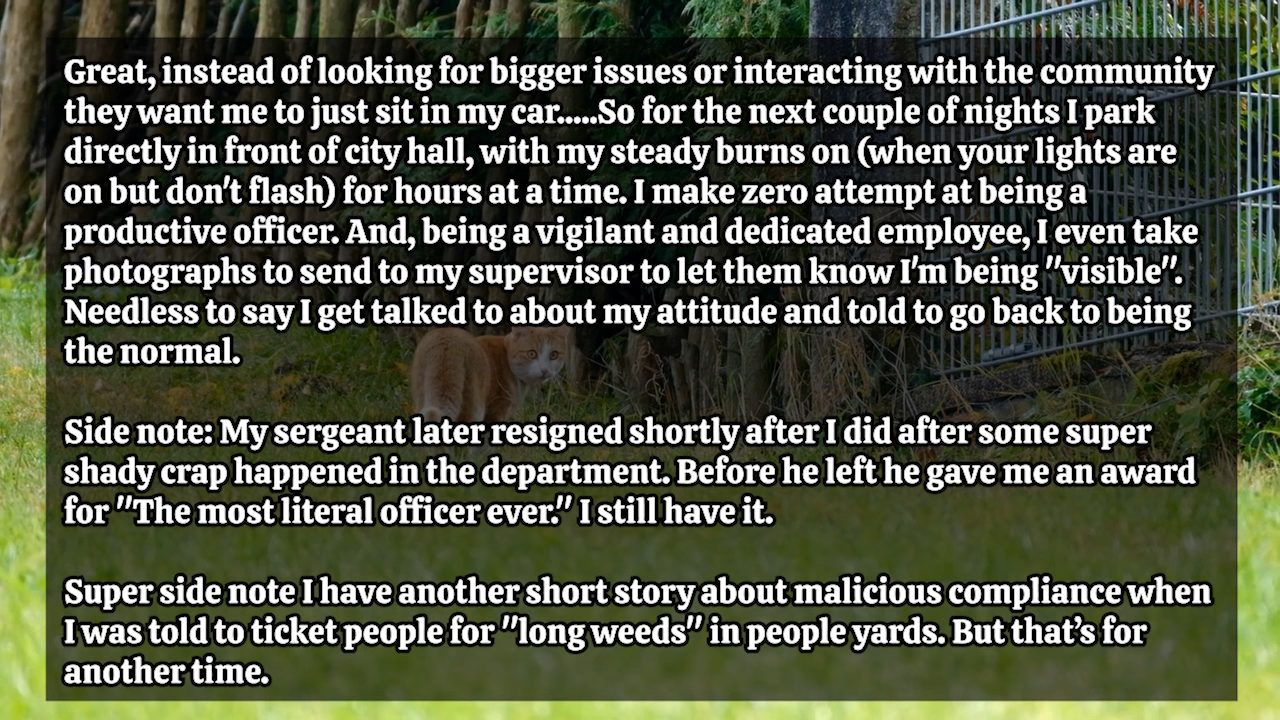 Great, instead of looking for bigger issues or interacting with the community
they want me to just sit in my car.....So for the next couple of nights I park
directly in front of city hall, with my steady burns on (when your lights are
on but don't flash) for hours at a time. I make zero attempt at being a
productive officer. And, being a vigilant and dedicated employee, I even take
photographs to send to my supervisor to let them know I'm being "visible".
Needless to say I get talked to about my attitude and told to go back to being
the normal.
Side note: My sergeant later resigned shortly after I did after some super
shady crap happened in the department. Before he left he gave me an award
for "The most literal officer ever." I still have it.
Super side note I have another short story about malicious compliance when
I was told to ticket people for "long weeds" in people yards. But that’s for
another time.